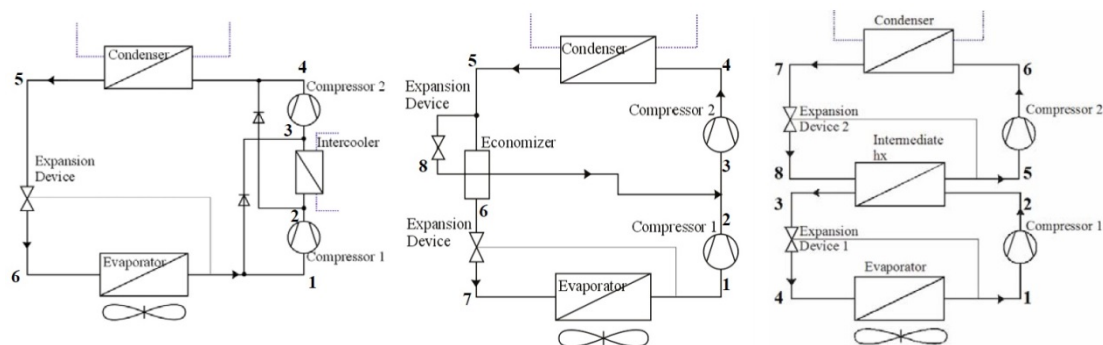 Condenser
4
5
Compressor 2
3
Intercooler
Expansion
Device
2
Evaporator
Compressor 1
6
1
Condenser
5
4
Expansion
Device
Compressor 2
Economizer
8
3
6
2
Expansion
Device
Compressor 1
Evaporator
7
1
Condenser
7
6
Expansion
Device 2
Compressor 2
Intermediate
hx
8
5
3
2
Expansion
Device 1
Compressor 1
Evaporator
4
1